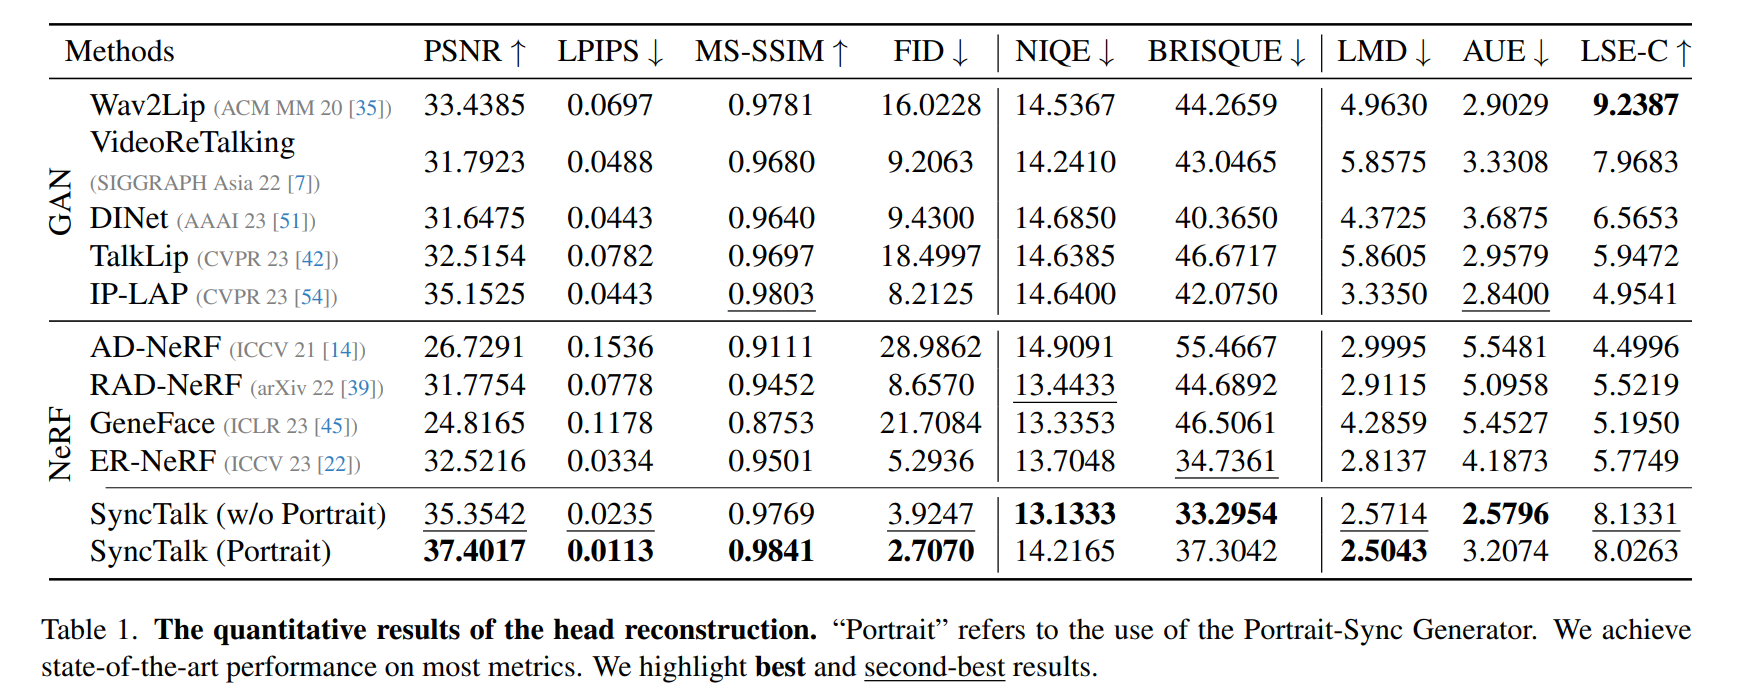 Methods PSNR ↑ LPIPS ↓ MS-SSIM ↑ FID ↓ NIQE ↓ BRISQUE ↓ LMD ↓ AUE ↓ LSE-C ↑
GAN
Wav2Lip (ACM MM 20 [35]) 33.4385 0.0697 0.9781 16.0228 14.5367 44.2659 4.9630 2.9029 9.2387
VideoReTalking
(SIGGRAPH Asia 22 [7]) 31.7923 0.0488 0.9680 9.2063 14.2410 43.0465 5.8575 3.3308 7.9683
DINet (AAAI 23 [51]) 31.6475 0.0443 0.9640 9.4300 14.6850 40.3650 4.3725 3.6875 6.5653
TalkLip (CVPR 23 [42]) 32.5154 0.0782 0.9697 18.4997 14.6385 46.6717 5.8605 2.9579 5.9472
IP-LAP (CVPR 23 [54]) 35.1525 0.0443 0.9803 8.2125 14.6400 42.0750 3.3350 2.8400 4.9541
NeRF
AD-NeRF (ICCV 21 [14]) 26.7291 0.1536 0.9111 28.9862 14.9091 55.4667 2.9995 5.5481 4.4996
RAD-NeRF (arXiv 22 [39]) 31.7754 0.0778 0.9452 8.6570 13.4433 44.6892 2.9115 5.0958 5.5219
GeneFace (ICLR 23 [45]) 24.8165 0.1178 0.8753 21.7084 13.3353 46.5061 4.2859 5.4527 5.1950
ER-NeRF (ICCV 23 [22]) 32.5216 0.0334 0.9501 5.2936 13.7048 34.7361 2.8137 4.1873 5.7749
SyncTalk (w/o Portrait) 35.3542 0.0235 0.9769 3.9247 13.1333 33.2954 2.5714 2.5796 8.1331
SyncTalk (Portrait) 37.4017 0.0113 0.9841 2.7070 14.2165 37.3042 2.5043 3.2074 8.0263
Table 1. The quantitative results of the head reconstruction. “Portrait” refers to the use of the Portrait-Sync Generator. We achieve
state-of-the-art performance on most metrics. We highlight best and second-best results.